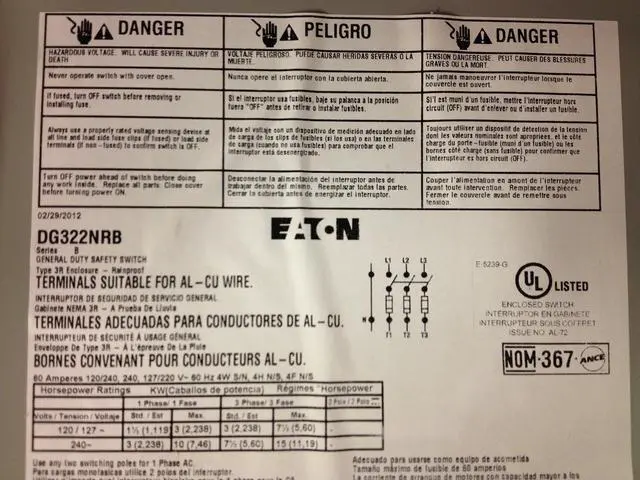 DANGER
HAZARDOUS VOLTAGE. WILL CAUSE SEVERE INJURY OR
DEATH
Never operate switch with cover open.
If fused, turn OFF switch before removing or
installing fuse.
Always use a properly rated voltage sensing device at
all line and load side fuse clips (if fused) or load side
terminals (if non-fused) to confirm switch is OFF.
Turn OFF power ahead of switch before doing
any work inside. Replace all parts. Close cover
before turning power ON.
PELIGRO
VOLTAJE PELIGROSO. PUEDE CAUSAR HERIDAS SEVERAS O LA
MUERTE.
Nunca opere el interruptor con la cubierta abierta.
Si el interruptor usa fusibles, baje su palanca a la posición
fuera "OFF" antes de retirar o instalar fusibles.
Mida el voltaje con un dispositivo de medición adecuado en lado
de carga de los clips de fusibles (si los usa) o en las terminales
de carga (cuando no usa fusibles) para comprobar que el
interruptor está desenergizado.
Desconectar la alimentación del interruptor antes de
trabajar dentro del mismo. Reemplazar todas las partes.
Cerrar la cubierta antes de energizar el interruptor.
DANGER
TENSION DANGEREUSE. PEUT CAUSER DES BLESSURES
GRAVES OU LA MORT.
Ne jamais manoeuvrer l'interrupteur lorsque le
couvercle est ouvert.
S'il est muni d'un fusible, mettre l'interrupteur hors
circuit (OFF) avant d'enlever ou d'installer un fusible.
Toujours utiliser un dispositif de détection de la tension
dont les valeurs nominales sont appropriées, et le côté
charge du porte-fusible (muni d'un fusible) ou les
bornes côté charge (sans fusible) pour confirmer que
l'interrupteur es hors circuit (OFF).
Couper l'alimentation en amont de l'interrupteur
avant toute intervention. Remplacer les pièces.
Fermer le couvercle avant de remettre sous
tension.
02/29/2012
EATON
DG322NRB
Series B
GENERAL DUTY SAFETY SWITCH
Type 3R Enclosure - Rainproof
TERMINALS SUITABLE FOR AL-CU WIRE.
INTERRUPTOR DE SEGURIDAD DE SERVICIO GENERAL
Gabinete NEMA 3R - A Prueba De Lluvia
TERMINALES ADECUADAS PARA CONDUCTORES DE AL-CU.
INTERRUPTEUR DE SÉCURITÉ À USAGE GÉNÉRAL
Enveloppe De Type 3R - A L'épreuve De La Pluie
BORNES CONVENANT POUR CONDUCTEURS AL-CU.
60 Amperes 120/240, 240, 127/220 V~ 60 Hz 4W S/N, 4H N/S, 4F N/S
L1 L2 L3
N
T1 T2 T3
E-5239-G
UL LISTED
ENCLOSED SWITCH
INTERRUPTOR EN GABINETE
INTERRUPTEUR SOUS COFFRET
ISSUE NO. AL-72
NOM-367 ANCE
Horsepower Ratings KW(Caballos de potencia) Régimes "Horsepower
1 Phase/1 Fase 3 Phase/3 Fase
Volts / Tension / Voltaje Std. / Est Max. Std. / Est Max.
120 / 127 ~ 1½ (1,119) 3 (2,238) 3 (2,238) 7½ (5,60) -
240~ 3 (2,238) 10 (7,46) 7½ (5,60) 15 (11,19) -
Use any two switching poles for 1 Phase AC.
Para cargas monofasicas utilice 2 polos del interruptor.
Adecuado para usarse como equipo de acometida
Tamaño máximo de fusible de 60 amperios
La corriente de arranque de motores con capacidad mayor a los